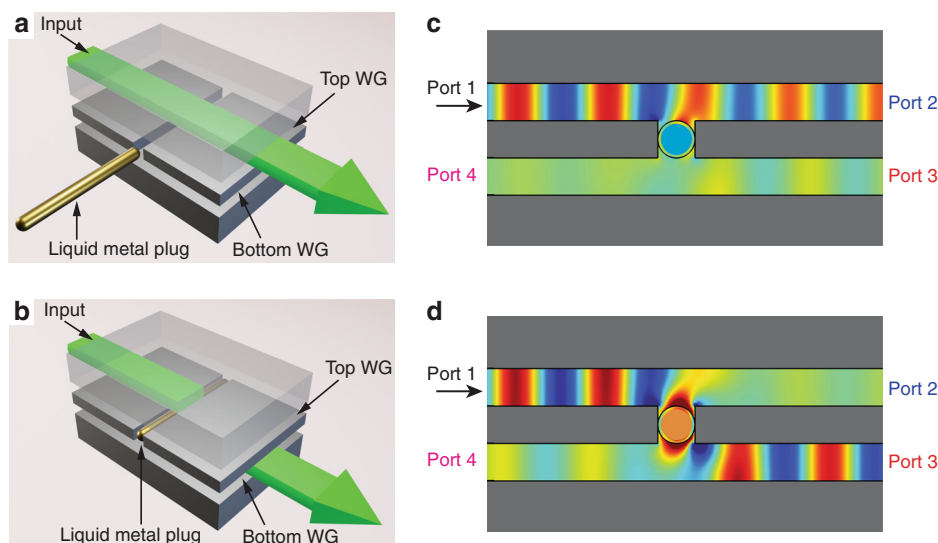 a
Input
Top WG
Liquid metal plug
Bottom WG
b
Input
Top WG
Liquid metal plug
Bottom WG
c
Port 1
Port 2
Port 4
Port 3
d
Port 1
Port 2
Port 4
Port 3